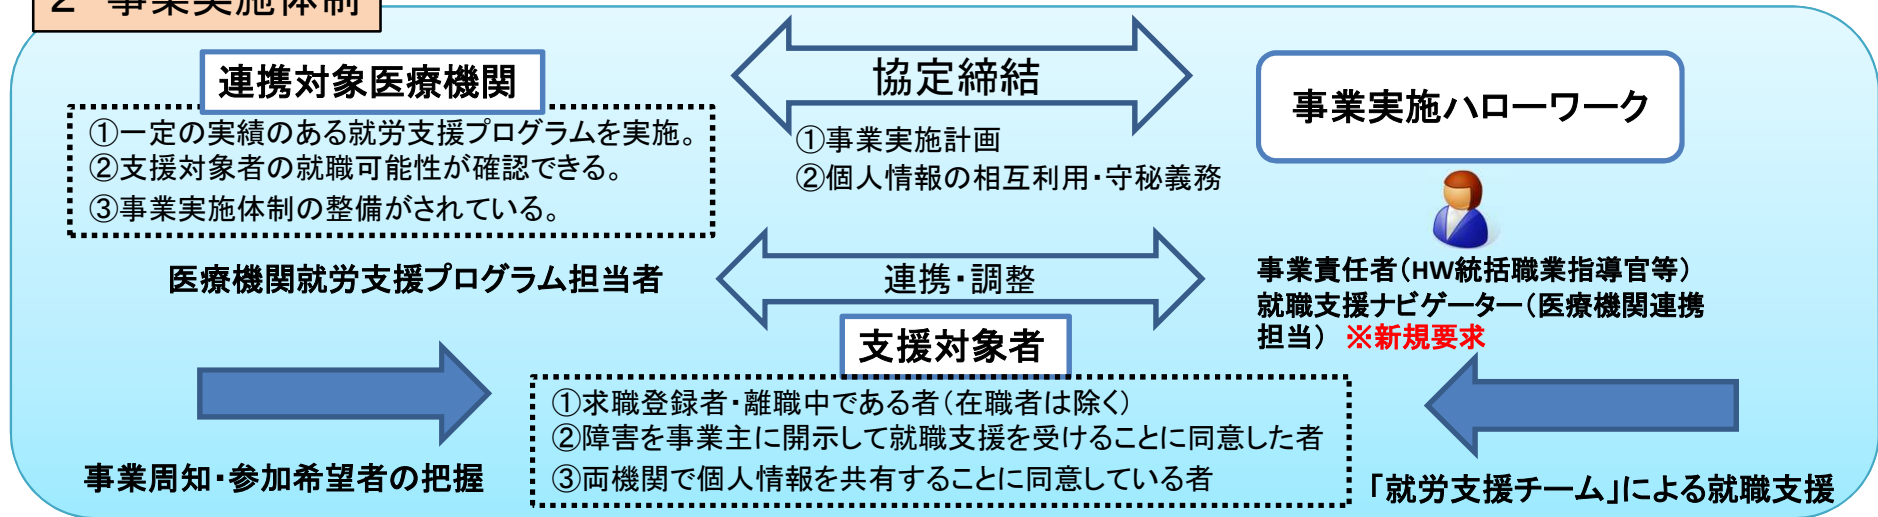 2 事業実施体制
連携対象医療機関
①一定の実績のある就労支援プログラムを実施。
②支援対象者の就職可能性が確認できる。
③事業実施体制の整備がされている。
協定締結
①事業実施計画
②個人情報の相互利用・守秘義務
事業実施ハローワーク
医療機関就労支援プログラム担当者
連携・調整
事業責任者（HW統括職業指導官等）
就職支援ナビゲーター（医療機関連携
担当） ※新規要求
支援対象者
①求職登録者・離職中である者（在職者は除く）
②障害を事業主に開示して就職支援を受けることに同意した者
③両機関で個人情報を共有することに同意している者
事業周知・参加希望者の把握
「就労支援チーム」による就職支援